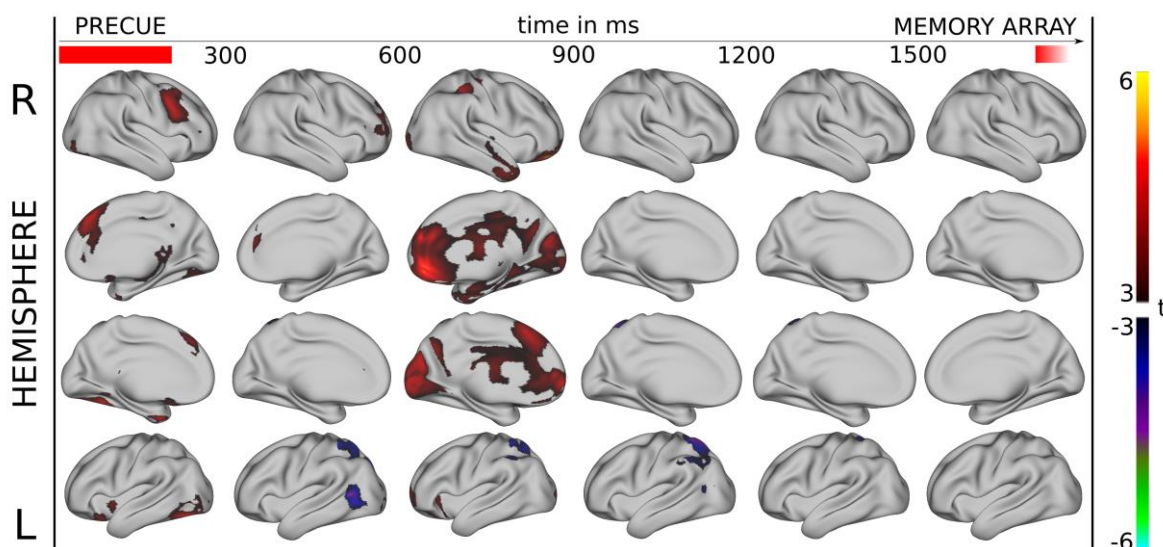 PRECUE time in ms MEMORY ARRAY
300 600 900 1200 1500
R
HEMISPHERE
L
6
3
-3
t
-6